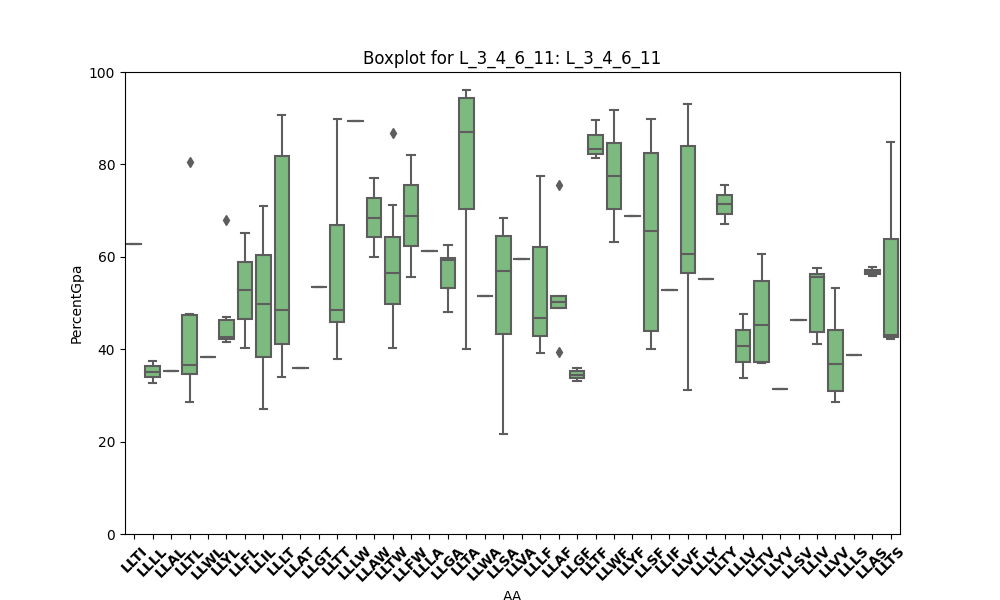 Boxplot for L_3_4_6_11: L_3_4_6_11
100
80
60
40
20
0
PercentGpa
LLTI
LLLL
LLAL
LLTL
LLWL
LLYL
LLFL
LLIL
LLLT
LLAT
LLGT
LLTT
LLLW
LLAW
LLTW
LLFW
LLLA
LLGA
LLTA
LLWA
LLSA
LLVA
LLLF
LLAF
LLGF
LLTF
LLWF
LLYF
LLSF
LLIF
LLVF
LLLY
LLTY
LLLV
LLTV
LLYV
LLSV
LLIV
LLVV
LLLS
LLAS
LLTS
AA